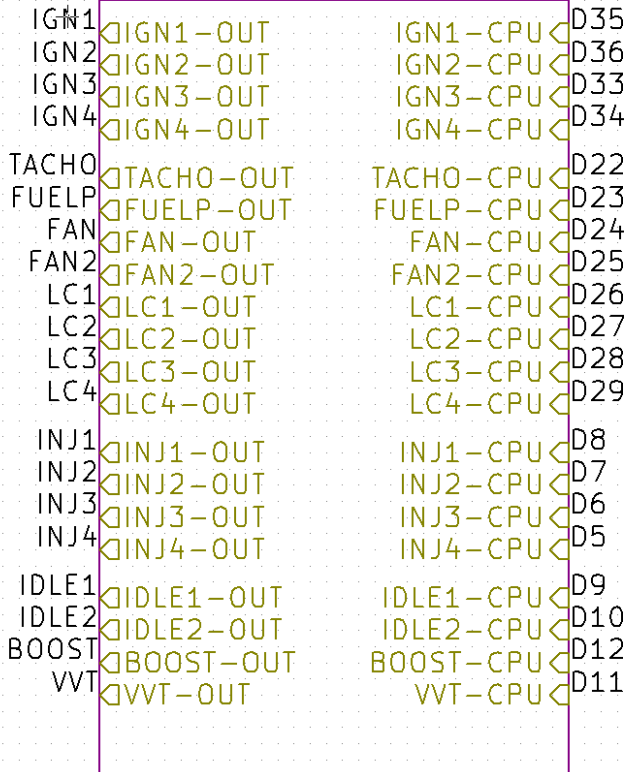 IGN1 IGN1-OUT IGN1-CPU D35
IGN2 IGN2-OUT IGN2-CPU D36
IGN3 IGN3-OUT IGN3-CPU D33
IGN4 IGN4-OUT IGN4-CPU D34
TACHO TACHO-OUT TACHO-CPU D22
FUELP FUELP-OUT FUELP-CPU D23
FAN FAN-OUT FAN-CPU D24
FAN2 FAN2-OUT FAN2-CPU D25
LC1 LC1-OUT LC1-CPU D26
LC2 LC2-OUT LC2-CPU D27
LC3 LC3-OUT LC3-CPU D28
LC4 LC4-OUT LC4-CPU D29
INJ1 INJ1-OUT INJ1-CPU D8
INJ2 INJ2-OUT INJ2-CPU D7
INJ3 INJ3-OUT INJ3-CPU D6
INJ4 INJ4-OUT INJ4-CPU D5
IDLE1 IDLE1-OUT IDLE1-CPU D9
IDLE2 IDLE2-OUT IDLE2-CPU D10
BOOST BOOST-OUT BOOST-CPU D12
VVT VVT-OUT VVT-CPU D11